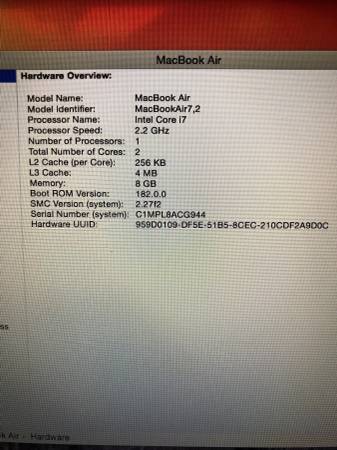 MacBook Air
Hardware Overview:
Model Name: MacBook Air
Model Identifier: MacBookAir7,2
Processor Name: Intel Core i7
Processor Speed: 2.2 GHz
Number of Processors: 1
Total Number of Cores: 2
L2 Cache (per Core): 256 KB
L3 Cache: 4 MB
Memory: 8 GB
Boot ROM Version: 182.0.0
SMC Version (system): 2.27f2
Serial Number (system): C1MPL8ACG944
Hardware UUID: 959D0109-DF5E-51B5-8CEC-210CDF2A9D0C
ss
k Air › Hardware